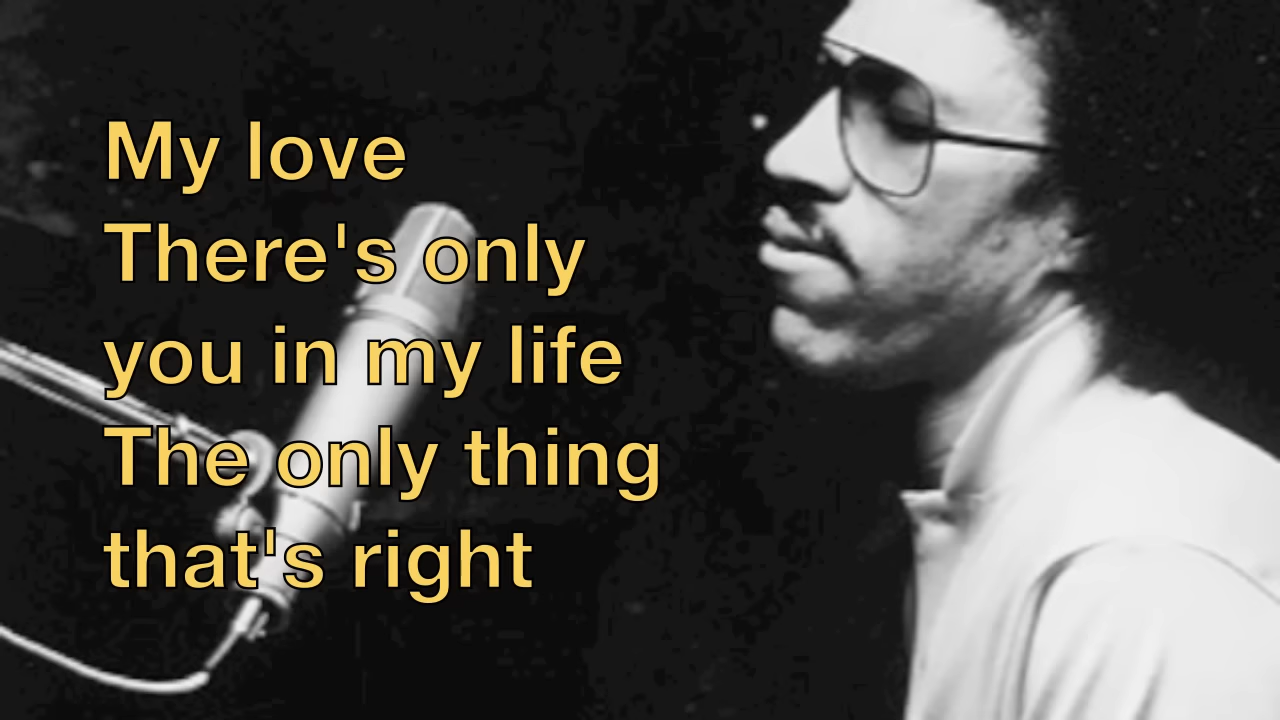 My love
There's only
you in my life
The only thing
that's right